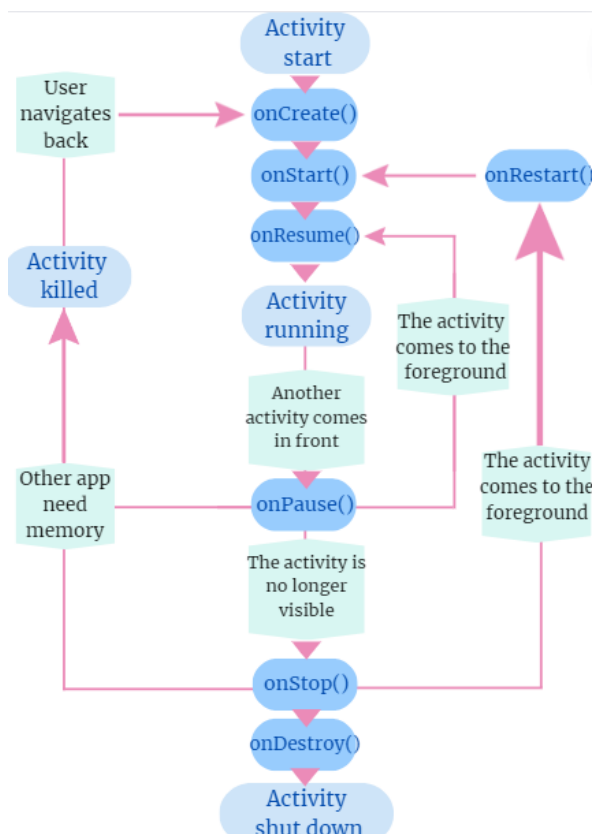 Activity
start
User
navigates
back
onCreate()
onStart()
onRestart()
onResume()
Activity
killed
Activity
running
The activity
comes to the
foreground
Another
activity comes
in front
Other app
need
memory
The activity
comes to the
foreground
onPause()
The activity is
no longer
visible
onStop()
onDestroy()
Activity
shut down